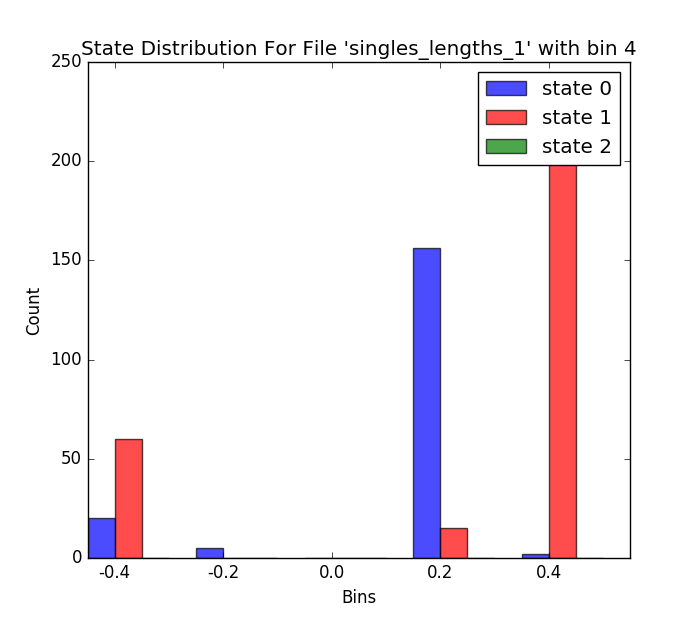 State Distribution For File 'singles_lengths_1' with bin 4
250
200
150
100
50
0
Count
state 0
state 1
state 2
-0.4 -0.2 0.0 0.2 0.4
Bins